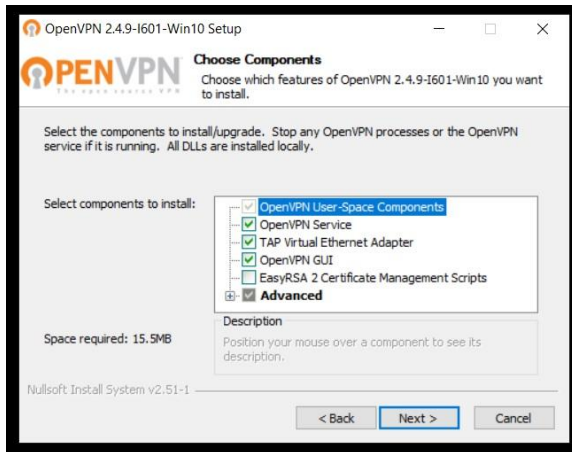 OpenVPN 2.4.9-I601-Win10 Setup
OPENVPN
The open source VPN
Choose Components
Choose which features of OpenVPN 2.4.9-I601-Win10 you want
to install.
Select the components to install/upgrade. Stop any OpenVPN processes or the OpenVPN
service if it is running. All DLLs are installed locally.
Select components to install:
OpenVPN User-Space Components
OpenVPN Service
TAP Virtual Ethernet Adapter
OpenVPN GUI
EasyRSA 2 Certificate Management Scripts
Advanced
Space required: 15.5MB
Description
Position your mouse over a component to see its
description.
Nullsoft Install System v2.51-1
< Back
Next >
Cancel